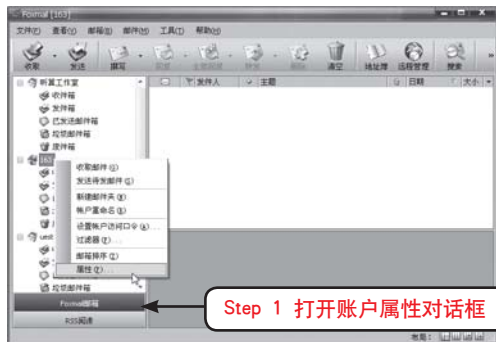 Foxmail [163]
文件(F) 查看(V) 邮箱(B) 邮件(M) 工具(T) 帮助(H)
收取 发送 撰写 清空 地址簿 远程管理 搜索
发件人 主题 日期 大小
昕薰工作室
收件箱
发件箱
已发送邮件箱
垃圾邮件箱
废件箱
163
收取邮件(G)
发送待发邮件(S)
新建邮件夹(N)
帐户重命名(R)
设置帐户访问口令(A)...
过滤器(F)...
邮箱排序(I)
属性(P)...
垃圾邮件箱
Foxmail邮箱
RSS阅读
Step 1 打开账户属性对话框
布局: